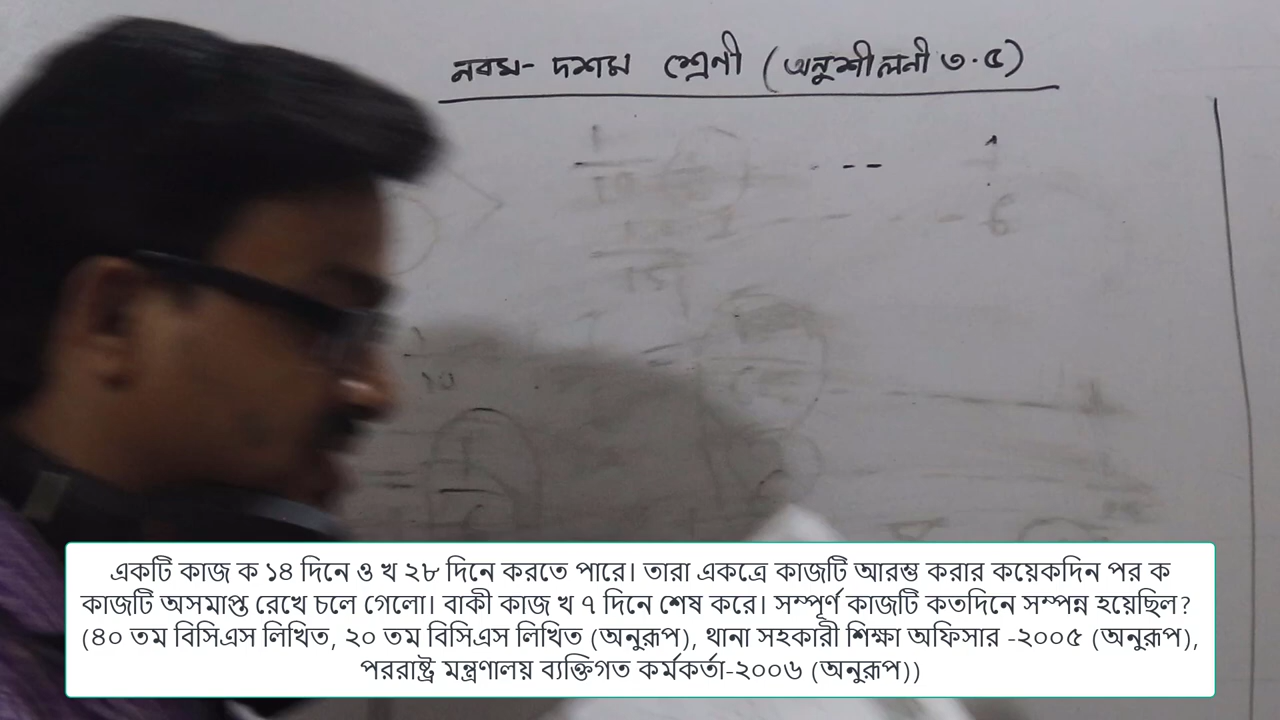 নবম- দশম শ্রেনী (অনুশীলনী ৩.৫)
একটি কাজ ক ১৪ দিনে ও খ ২৮ দিনে করতে পারে। তারা একত্রে কাজটি আরম্ভ করার কয়েকদিন পর ক
কাজটি অসমাপ্ত রেখে চলে গেলো। বাকী কাজ খ ৭ দিনে শেষ করে। সম্পূর্ণ কাজটি কতদিনে সম্পন্ন হয়েছিল?
(৪০ তম বিসিএস লিখিত, ২০ তম বিসিএস লিখিত (অনুরূপ), থানা সহকারী শিক্ষা অফিসার -২০০৫ (অনুরূপ),
পররাষ্ট্র মন্ত্রণালয় ব্যক্তিগত কর্মকর্তা-২০০৬ (অনুরূপ))